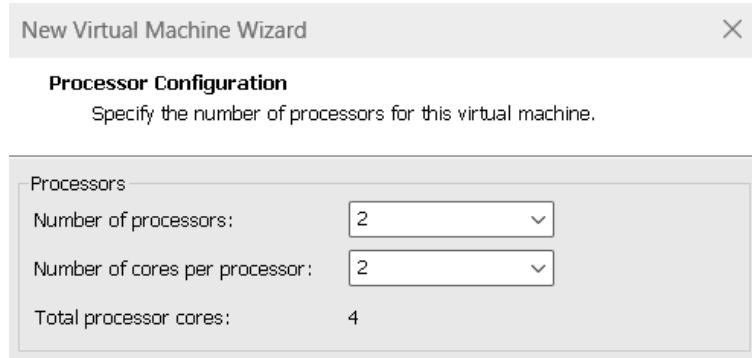 New Virtual Machine Wizard
Processor Configuration
Specify the number of processors for this virtual machine.
Processors
Number of processors: 2
Number of cores per processor: 2
Total processor cores: 4